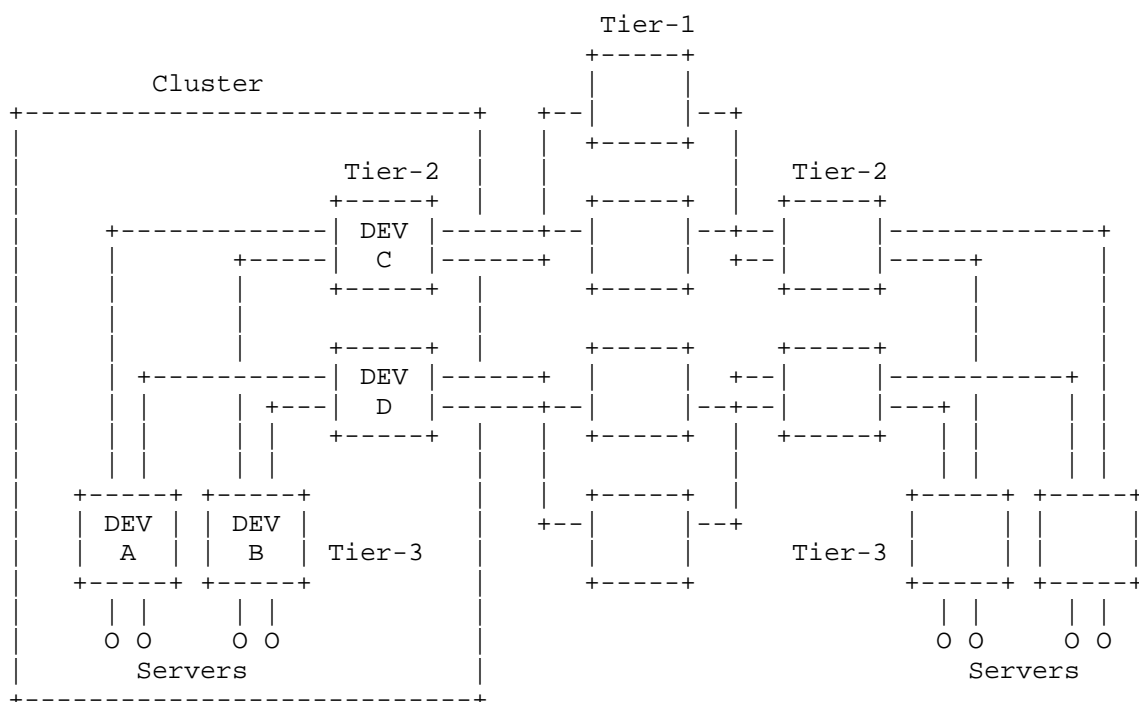 Tier-1
Cluster
Tier-2
Tier-2
DEV
C
DEV
D
DEV DEV
A B Tier-3 Tier-3
O O O O O O O O
Servers Servers